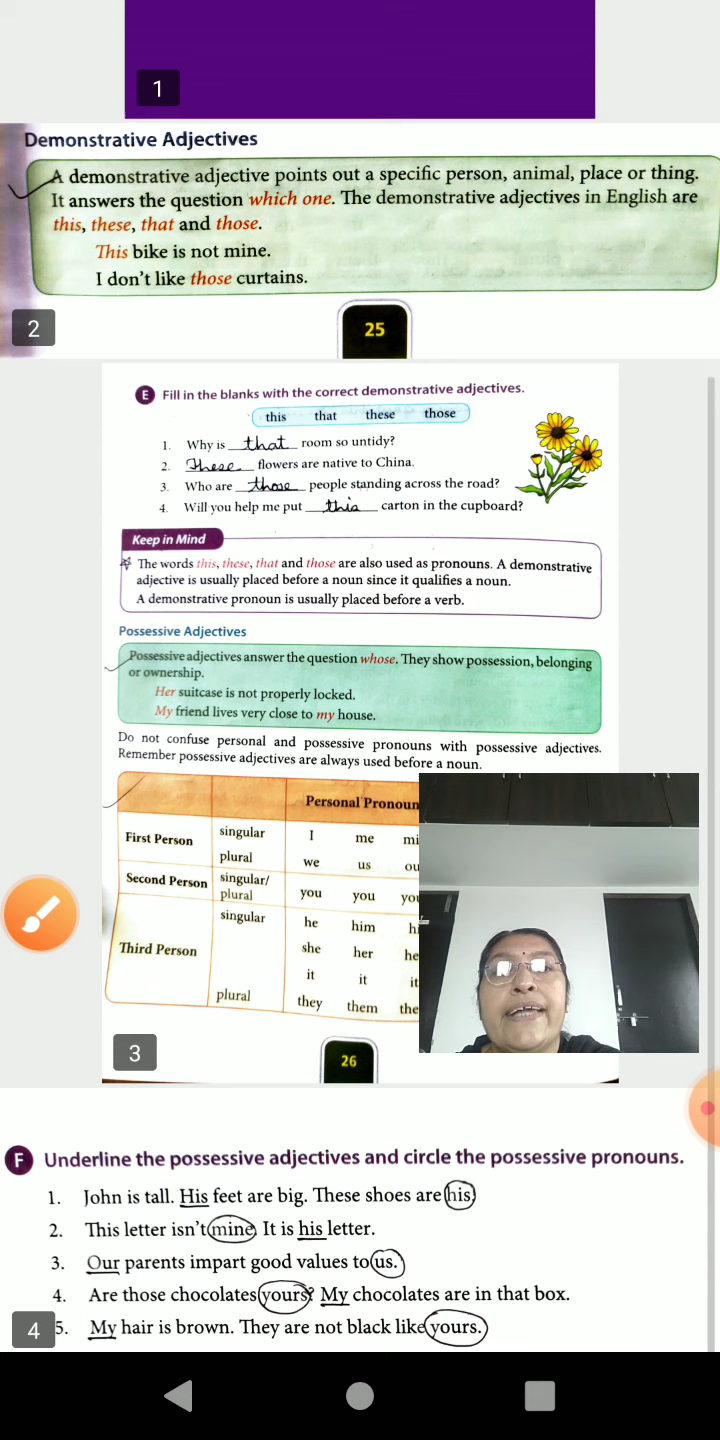 1
Demonstrative Adjectives
A demonstrative adjective points out a specific person, animal, place or thing.
It answers the question which one. The demonstrative adjectives in English are
this, these, that and those.
This bike is not mine.
I don't like those curtains.
2
25
E Fill in the blanks with the correct demonstrative adjectives.
this that these those
1. Why is that room so untidy?
2. These flowers are native to China.
3. Who are those people standing across the road?
4. Will you help me put this carton in the cupboard?
Keep in Mind
The words this, these, that and those are also used as pronouns. A demonstrative
adjective is usually placed before a noun since it qualifies a noun.
A demonstrative pronoun is usually placed before a verb.
Possessive Adjectives
Possessive adjectives answer the question whose. They show possession, belonging
or ownership.
Her suitcase is not properly locked.
My friend lives very close to my house.
Do not confuse personal and possessive pronouns with possessive adjectives.
Remember possessive adjectives are always used before a noun.
Personal Pronoun
First Person singular I me mi
plural we us ou
Second Person singular/ plural you you you
Third Person singular he him hi
she her he
it it it
plural they them the
3
26
F Underline the possessive adjectives and circle the possessive pronouns.
1. John is tall. His feet are big. These shoes are his.
2. This letter isn't mine. It is his letter.
3. Our parents impart good values to us.
4. Are those chocolates yours? My chocolates are in that box.
4
5. My hair is brown. They are not black like yours.